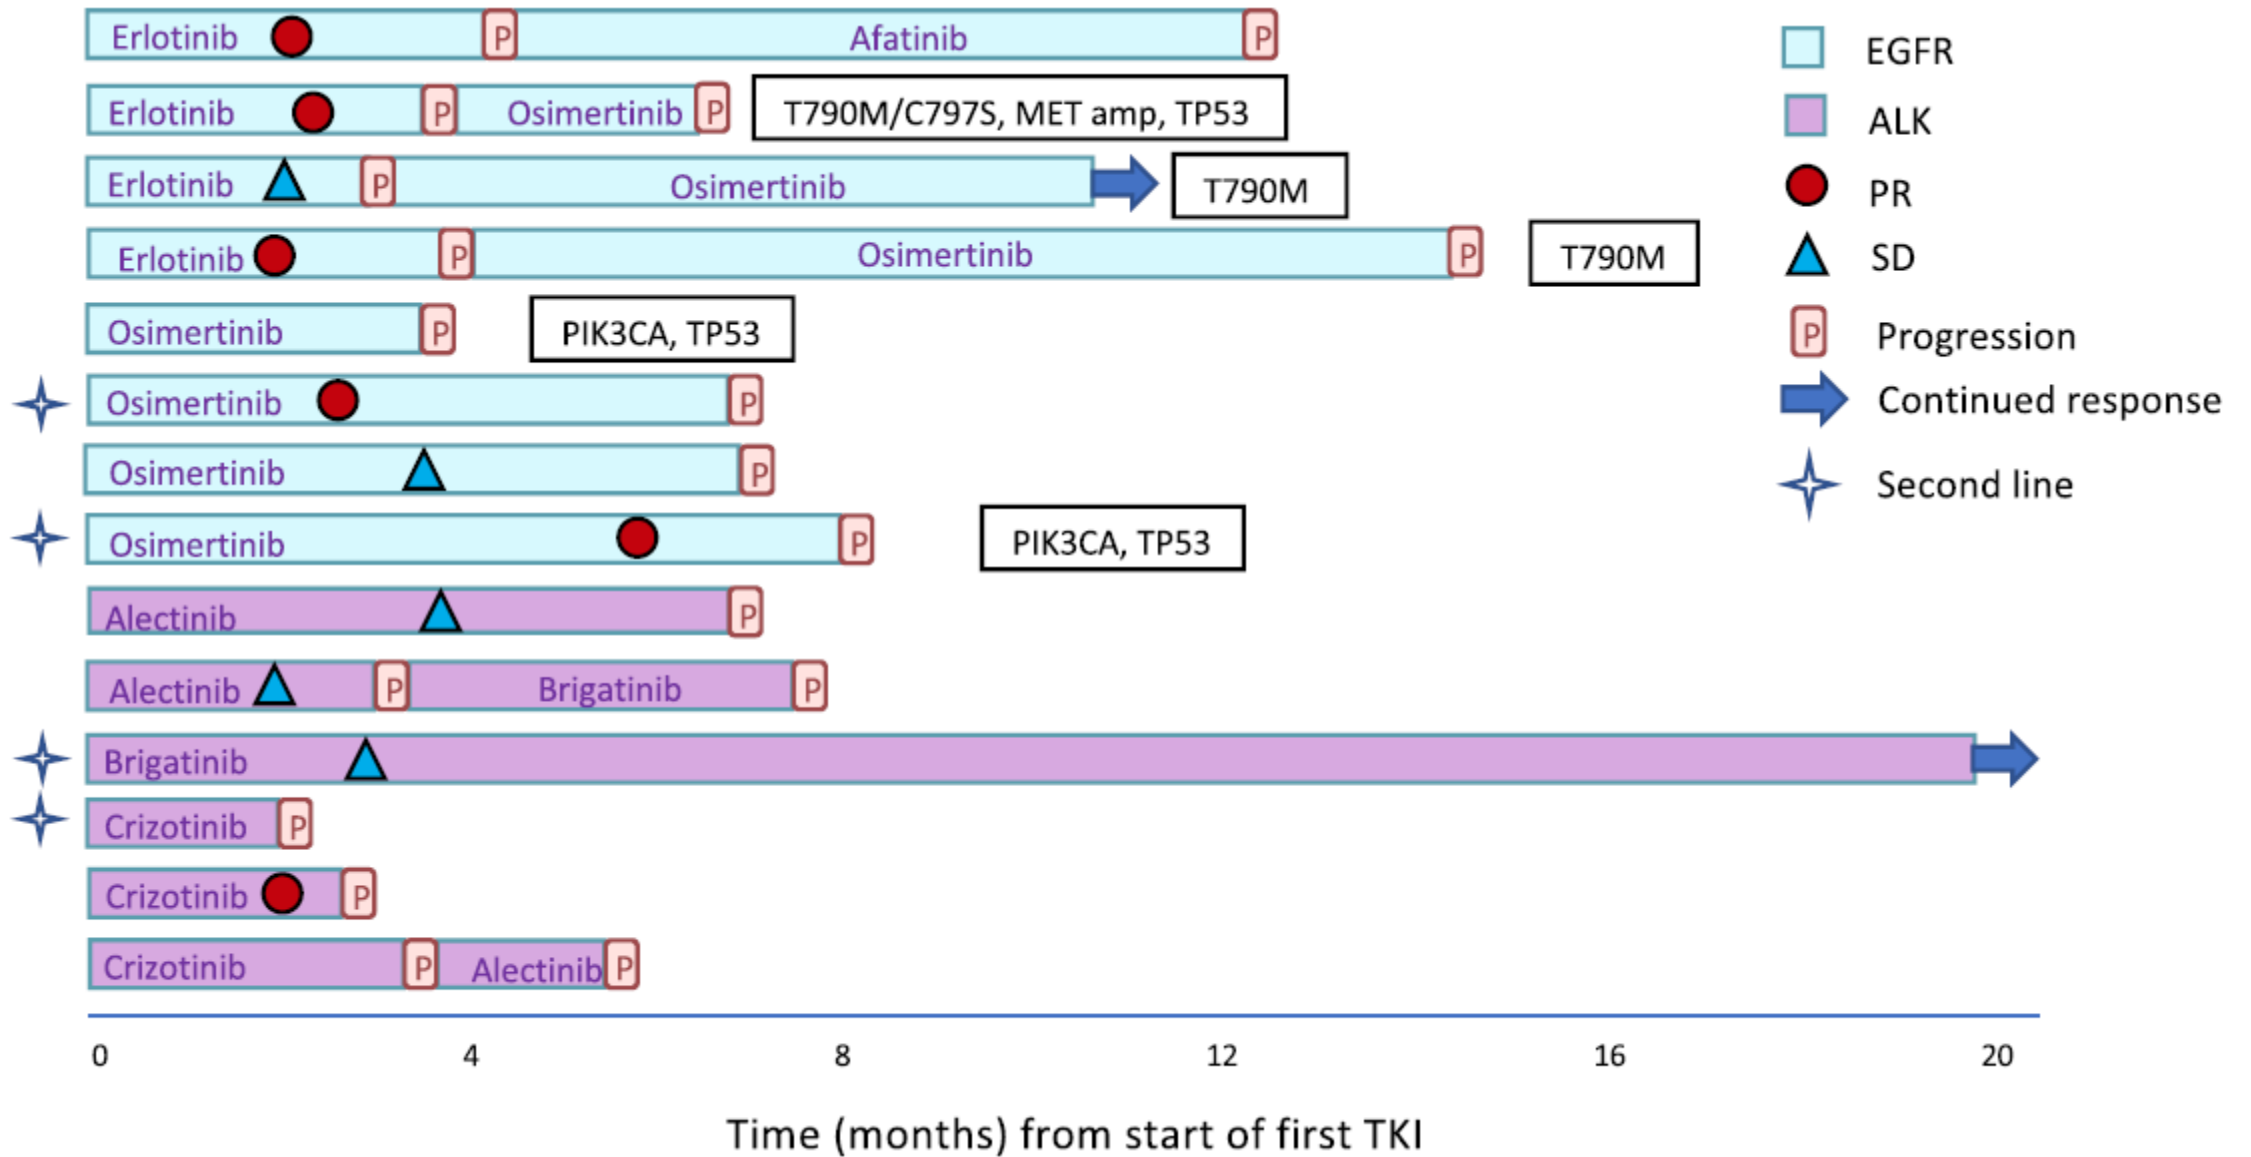 Erlotinib P Afatinib P
Erlotinib P Osimertinib P T790M/C797S, MET amp, TP53
Erlotinib P Osimertinib T790M
Erlotinib P Osimertinib P T790M
Osimertinib P PIK3CA, TP53
Osimertinib P
Osimertinib P
Osimertinib P PIK3CA, TP53
Alectinib P
Alectinib P Brigatinib P
Brigatinib
Crizotinib P
Crizotinib P
Crizotinib P Alectinib P
0 4 8 12 16 20
Time (months) from start of first TKI
EGFR
ALK
PR
SD
P Progression
Continued response
Second line